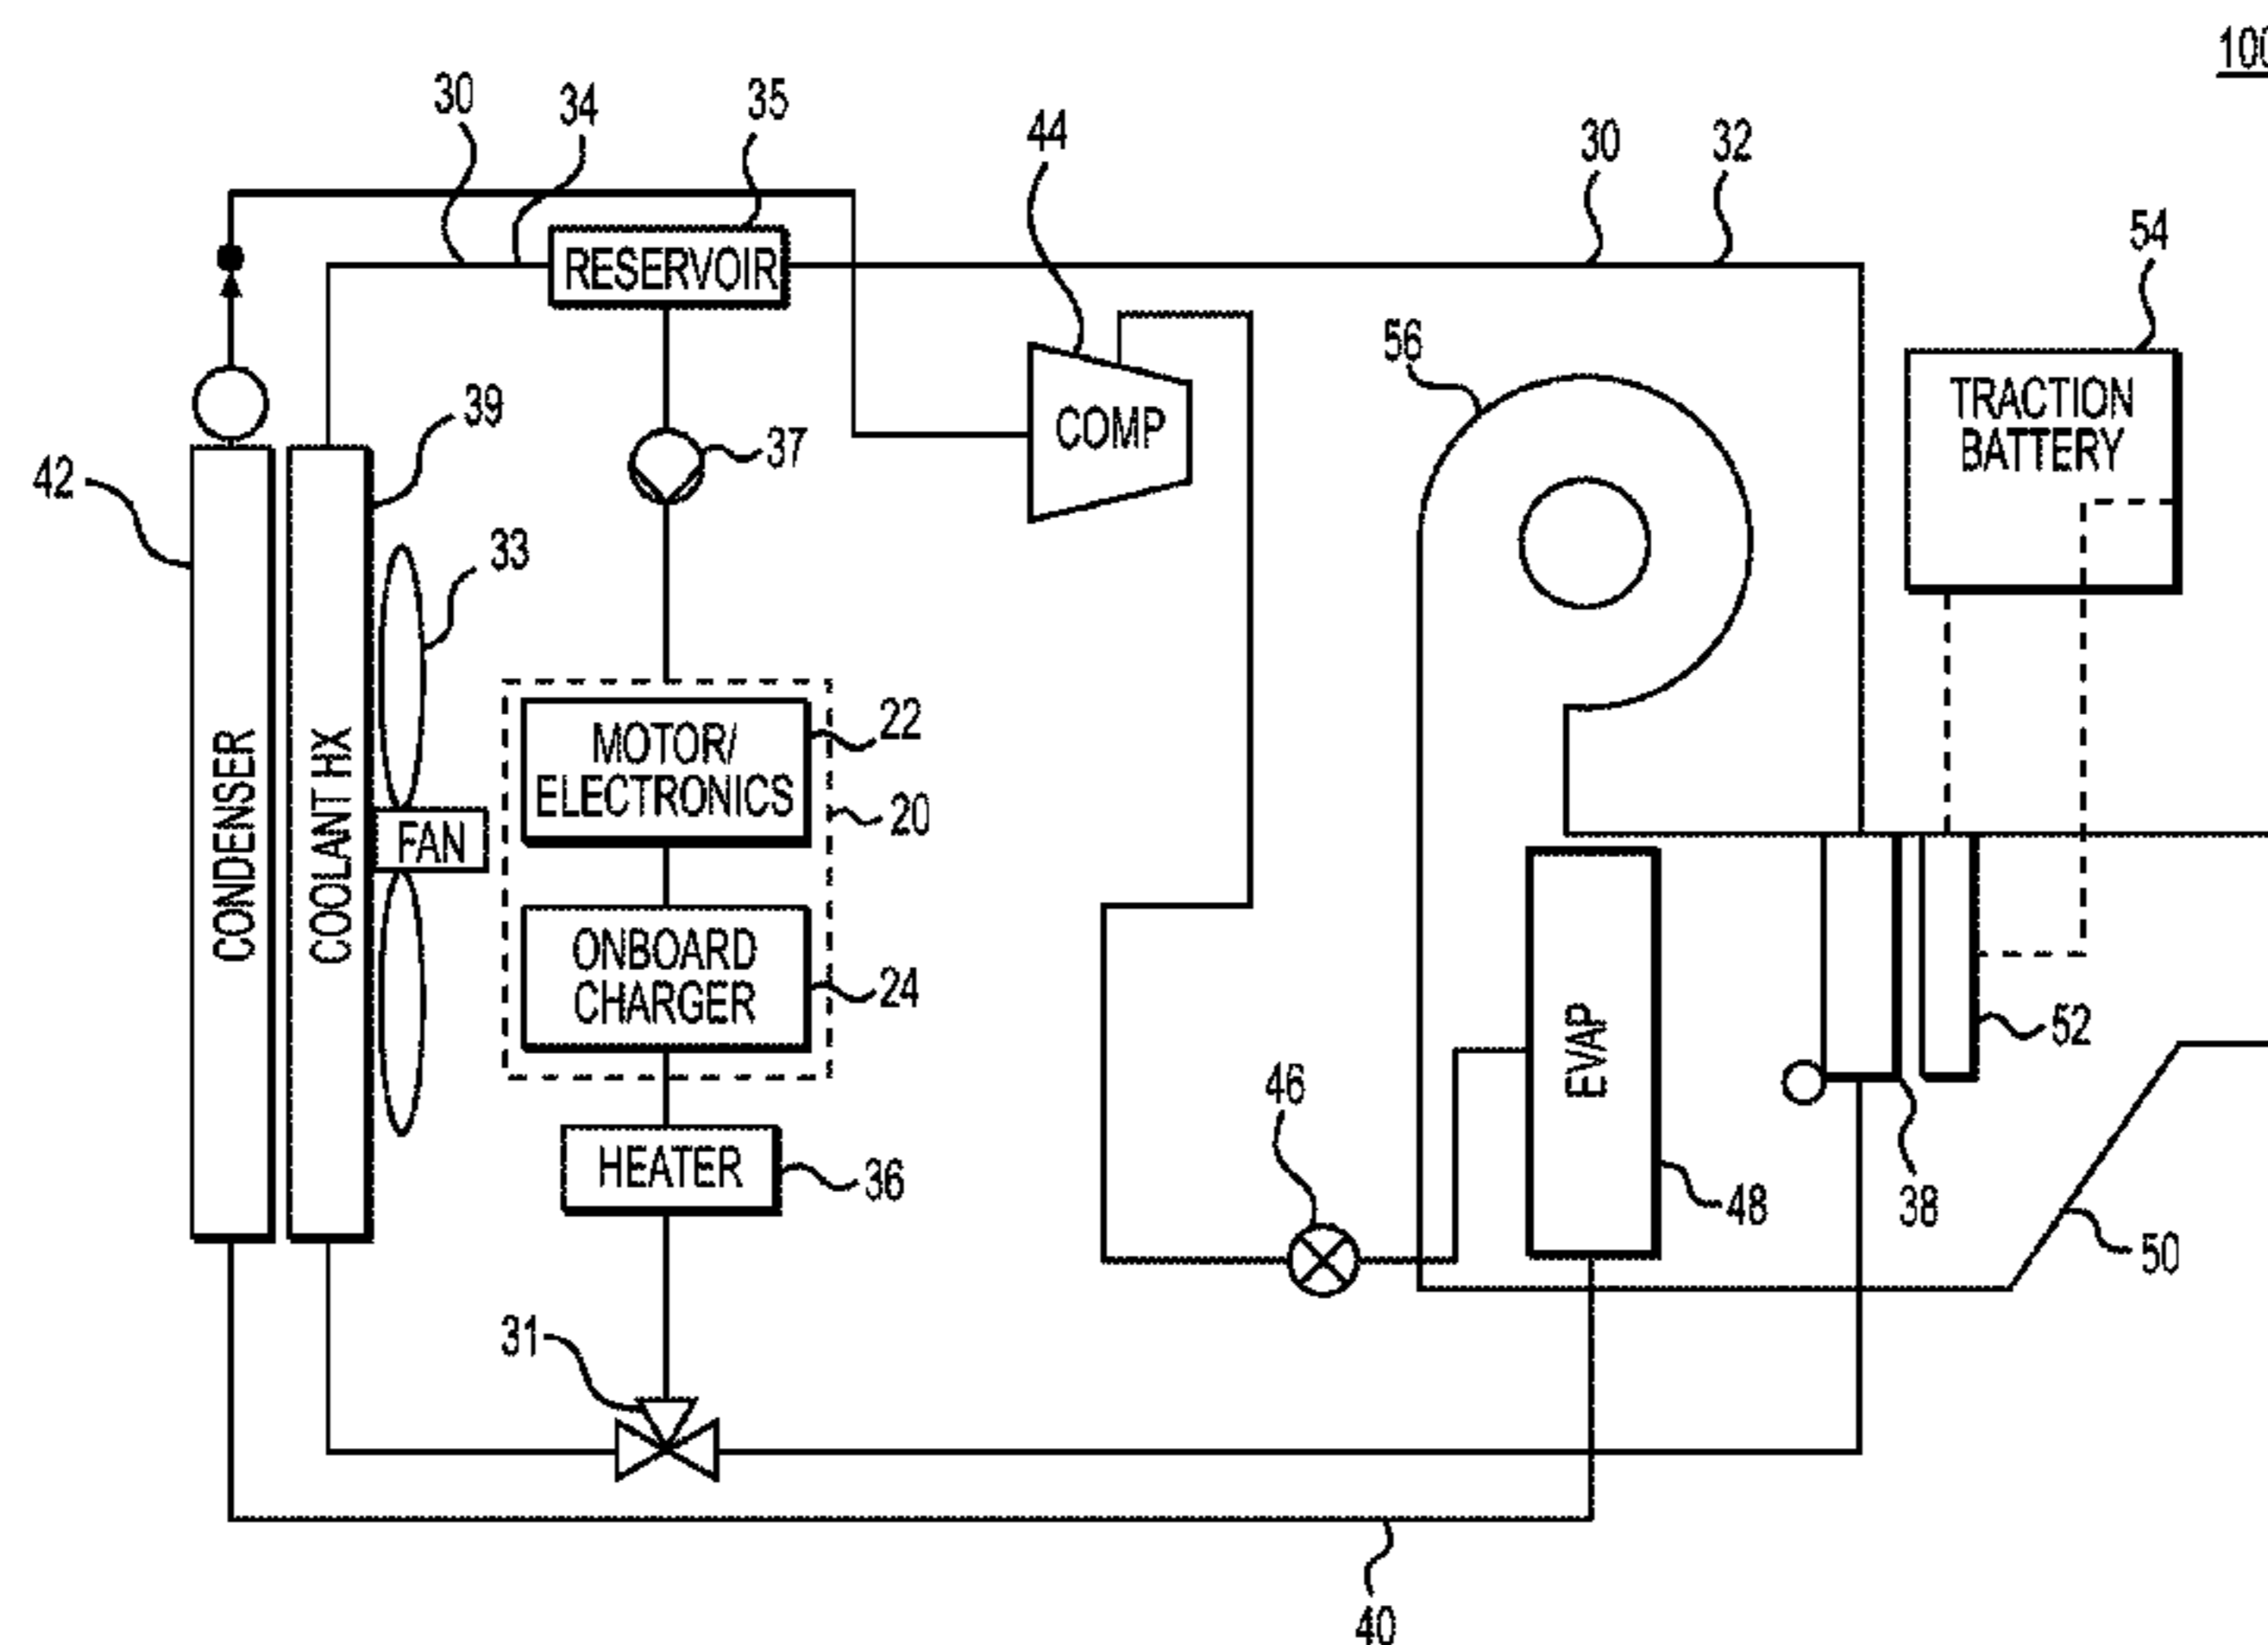 100
30
34
35
44
30
32
54
RESERVOIR
56
TRACTION
BATTERY
39
COMP
37
42
33
MOTOR/
ELECTRONICS
22
CONDENSER
COOLANT HX
FAN
20
ONBOARD
CHARGER
24
EVAP
52
46
HEATER
36
48
38
50
31
40